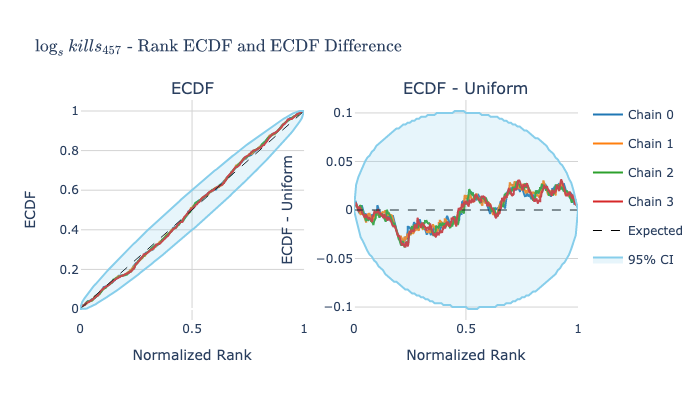 log_s kills_457 - Rank ECDF and ECDF Difference
ECDF
ECDF - Uniform
Chain 0
Chain 1
Chain 2
Chain 3
Expected
95% CI
ECDF
1
0.8
0.6
0.4
0.2
0
0
0.5
1
Normalized Rank
ECDF - Uniform
0.1
0.05
0
−0.05
−0.1
0
0.5
1
Normalized Rank